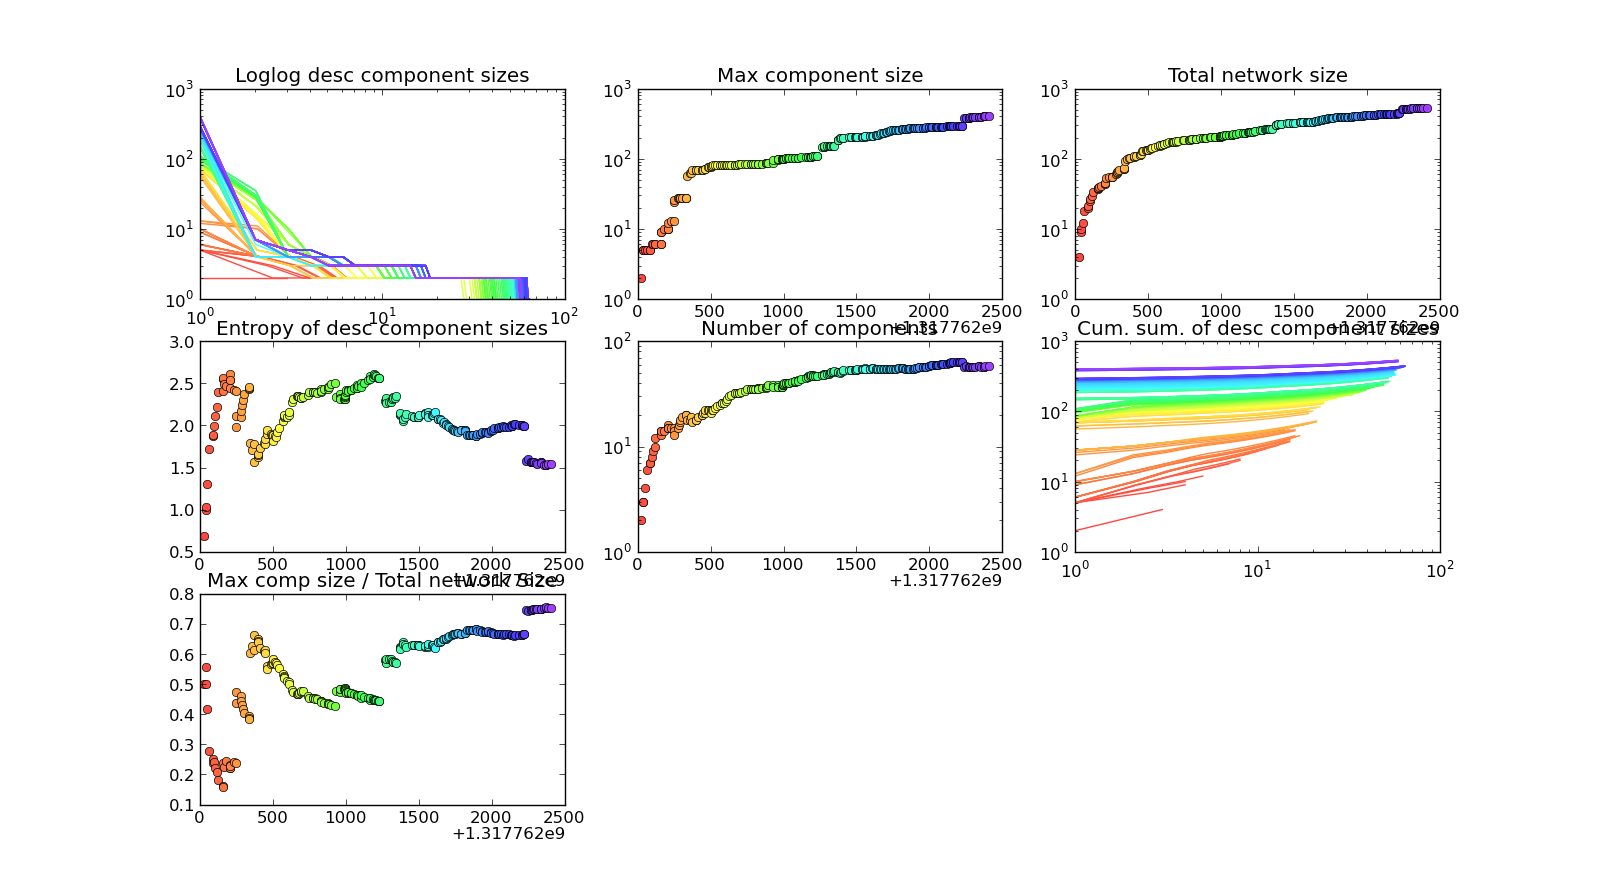 Loglog desc component sizes
10^3
10^2
10^1
10^0
10^0 10^1 10^2
Max component size
10^3
10^2
10^1
10^0
0 500 1000 1500 2000 2500
+1.317762e9
Total network size
10^3
10^2
10^1
10^0
0 500 1000 1500 2000 2500
+1.317762e9
Entropy of desc component sizes
3.0
2.5
2.0
1.5
1.0
0.5
0 500 1000 1500 2000 2500
+1.317762e9
Number of components
10^2
10^1
10^0
0 500 1000 1500 2000 2500
+1.317762e9
Cum. sum. of desc component sizes
10^3
10^2
10^1
10^0
10^0 10^1 10^2
Max comp size / Total network Size
0.8
0.7
0.6
0.5
0.4
0.3
0.2
0.1
0 500 1000 1500 2000 2500
+1.317762e9